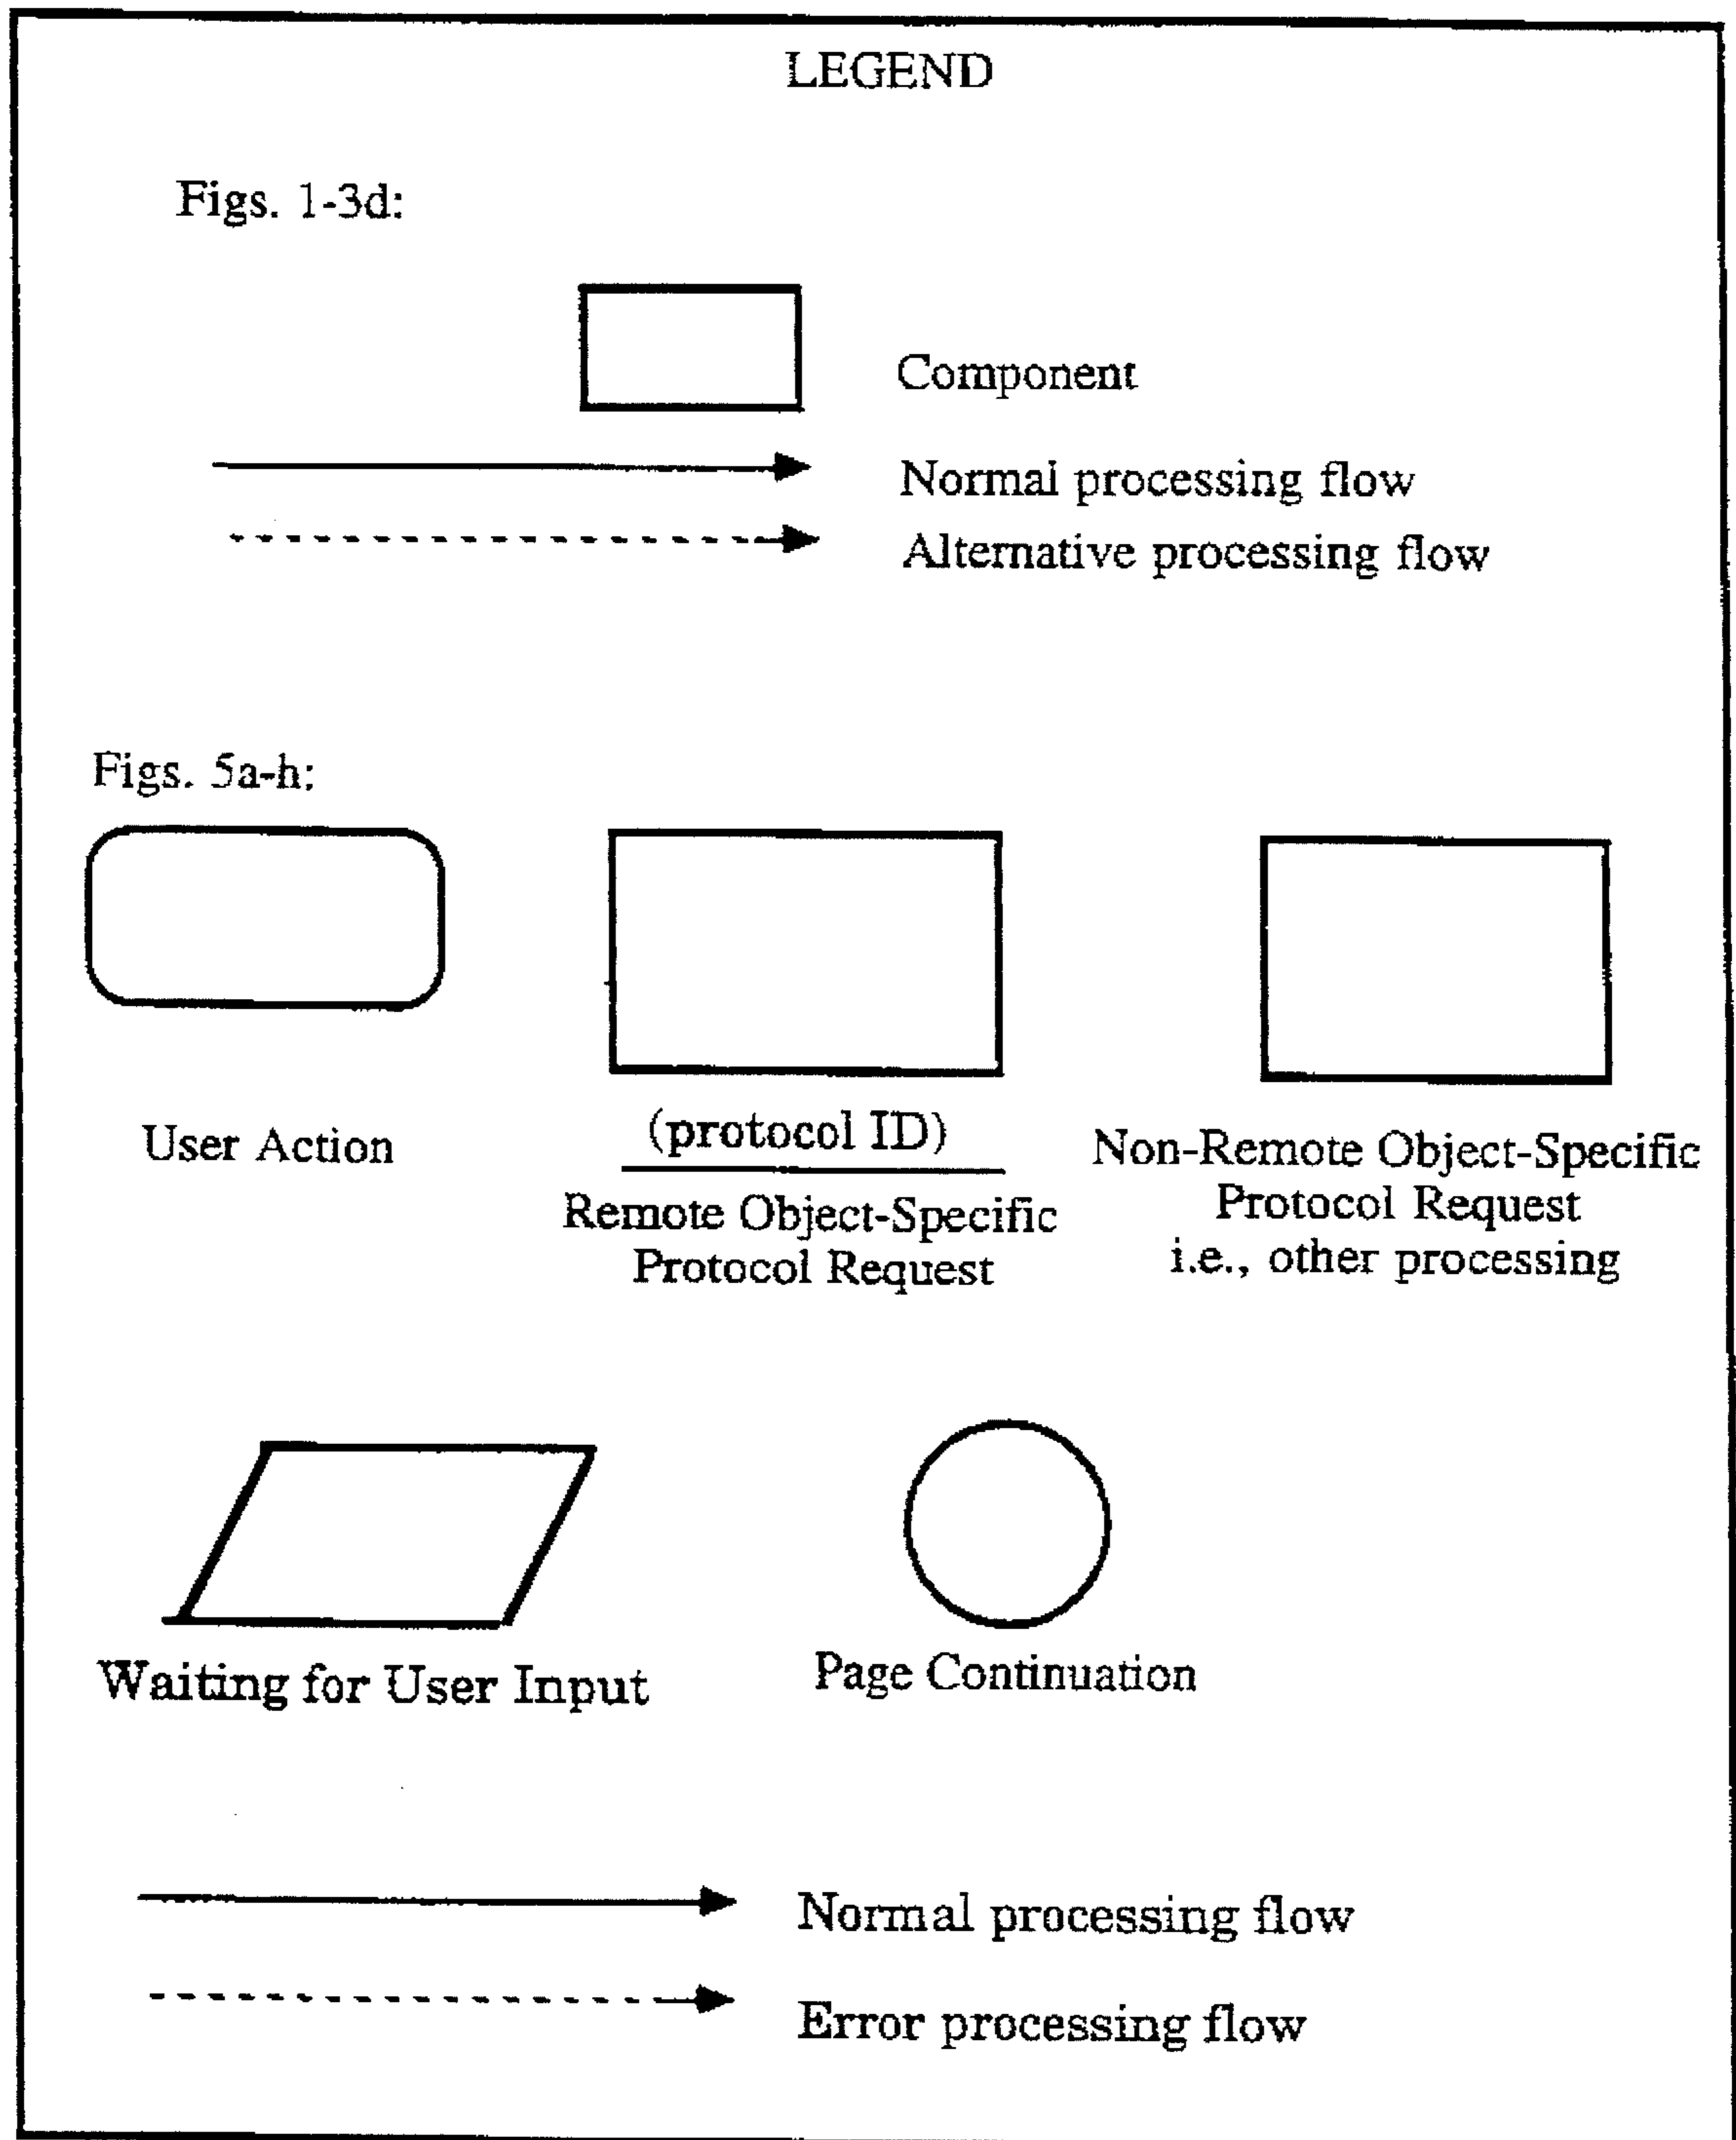 LEGEND
Figs. 1-3d:
Component
Normal processing flow
Alternative processing flow
Figs. 5a-h:
User Action
(protocol ID)
Remote Object-Specific
Protocol Request
Non-Remote Object-Specific
Protocol Request
i.e., other processing
Waiting for User Input
Page Continuation
Normal processing flow
Error processing flow